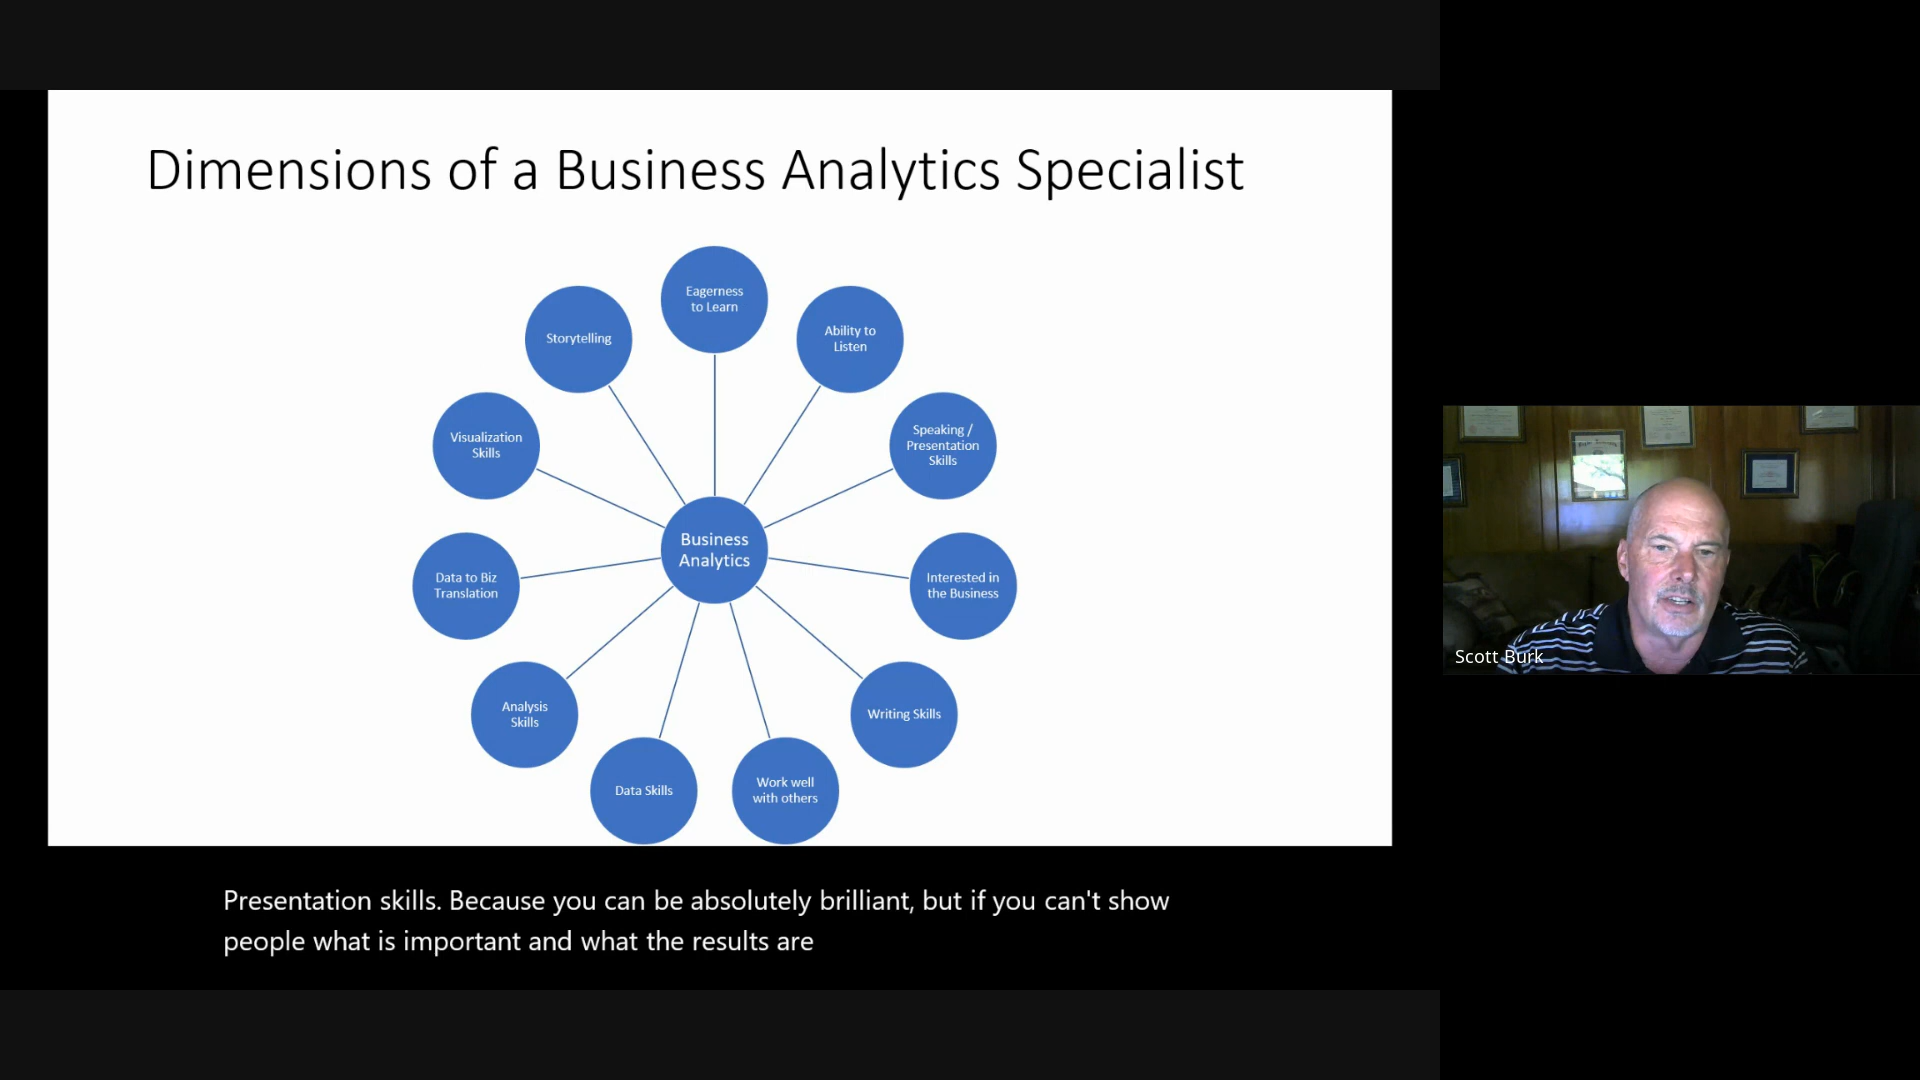 Dimensions of a Business Analytics Specialist
Eagerness
to Learn
Storytelling
Ability to
Listen
Visualization
Skills
Speaking /
Presentation
Skills
Business
Analytics
Data to Biz
Translation
Interested in
the Business
Analysis
Skills
Writing Skills
Data Skills
Work well
with others
Scott Burk
Presentation skills. Because you can be absolutely brilliant, but if you can't show
people what is important and what the results are